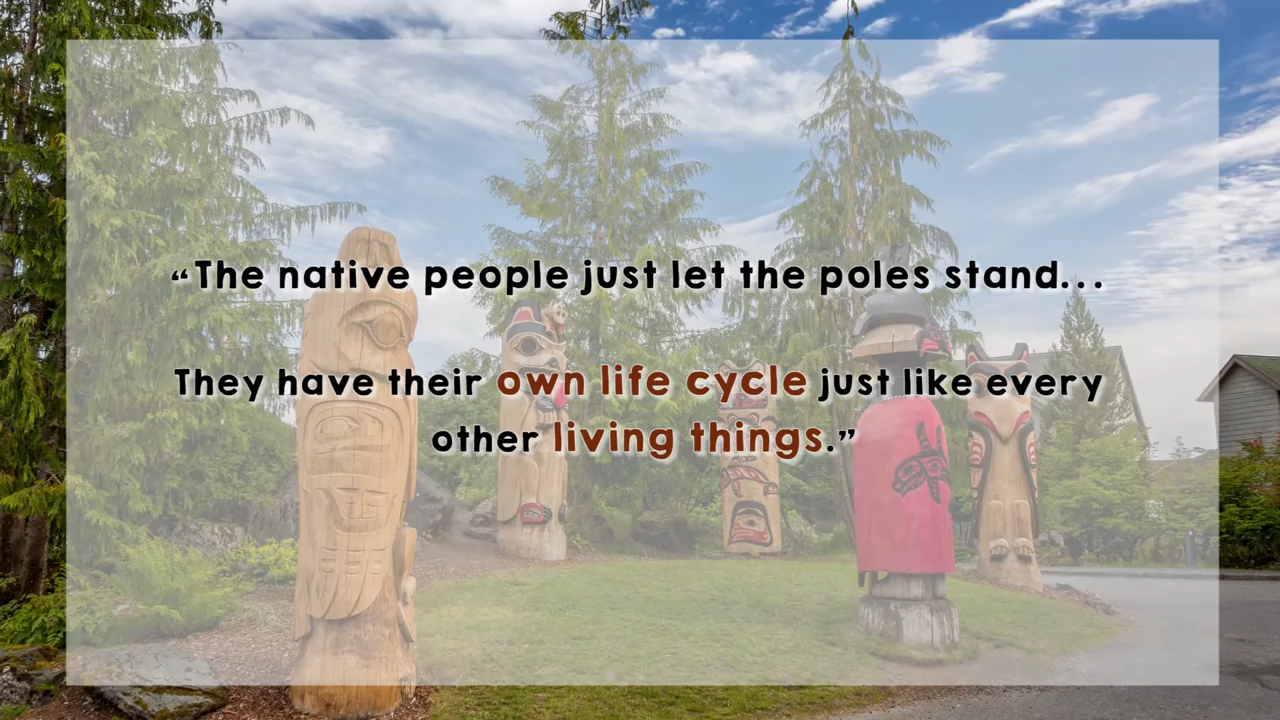 “The native people just let the poles stand...
They have their own life cycle just like every
other living things.”